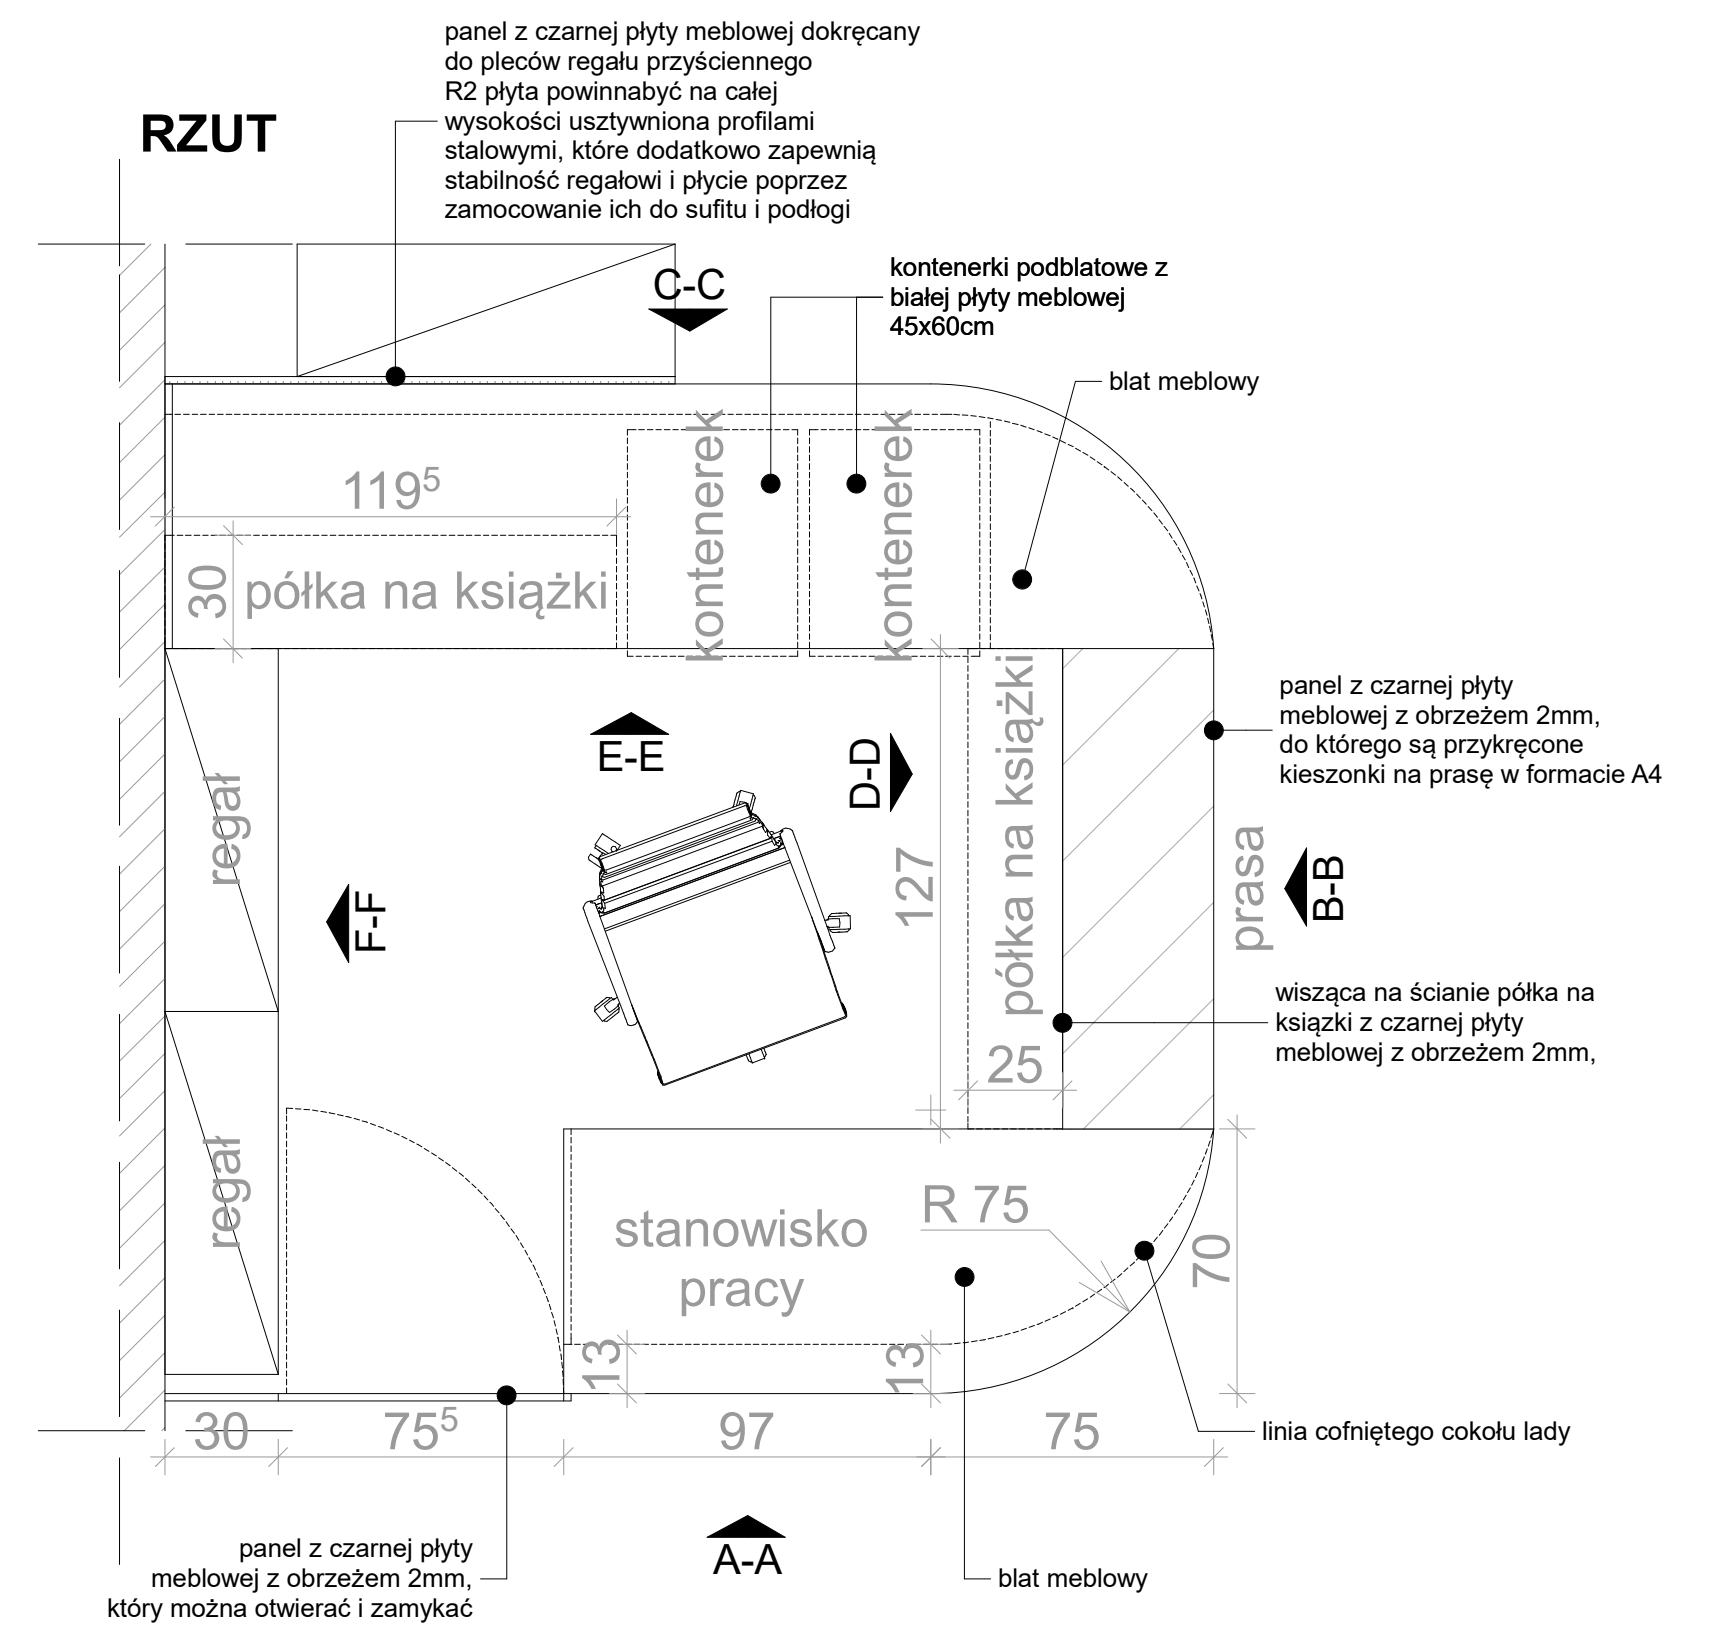 panel z czarnej płyty meblowej dokręcany
do pleców regału przyściennego
R2 płyta powinnabyć na całej
wysokości usztywniona profilami
stalowymi, które dodatkowo zapewnią
stabilność regałowi i płycie poprzez
zamocowanie ich do sufitu i podłogi
RZUT
C-C
kontenerki podblatowe z
białej płyty meblowej
45x60cm
blat meblowy
119⁵
kontenerek
kontenerek
30
półka na książki
półka na książki
panel z czarnej płyty
meblowej z obrzeżem 2mm,
do którego są przykręcone
kieszonki na prasę w formacie A4
E-E
D-D
regał
127
prasa
B-B
F-F
wisząca na ścianie półka na
ksiązki z czarnej płyty
meblowej z obrzeżem 2mm,
25
regał
R 75
stanowisko
pracy
70
13
13
30
75⁵
97
75
linia cofniętego cokołu lady
A-A
panel z czarnej płyty
meblowej z obrzeżem 2mm,
który można otwierać i zamykać
blat meblowy